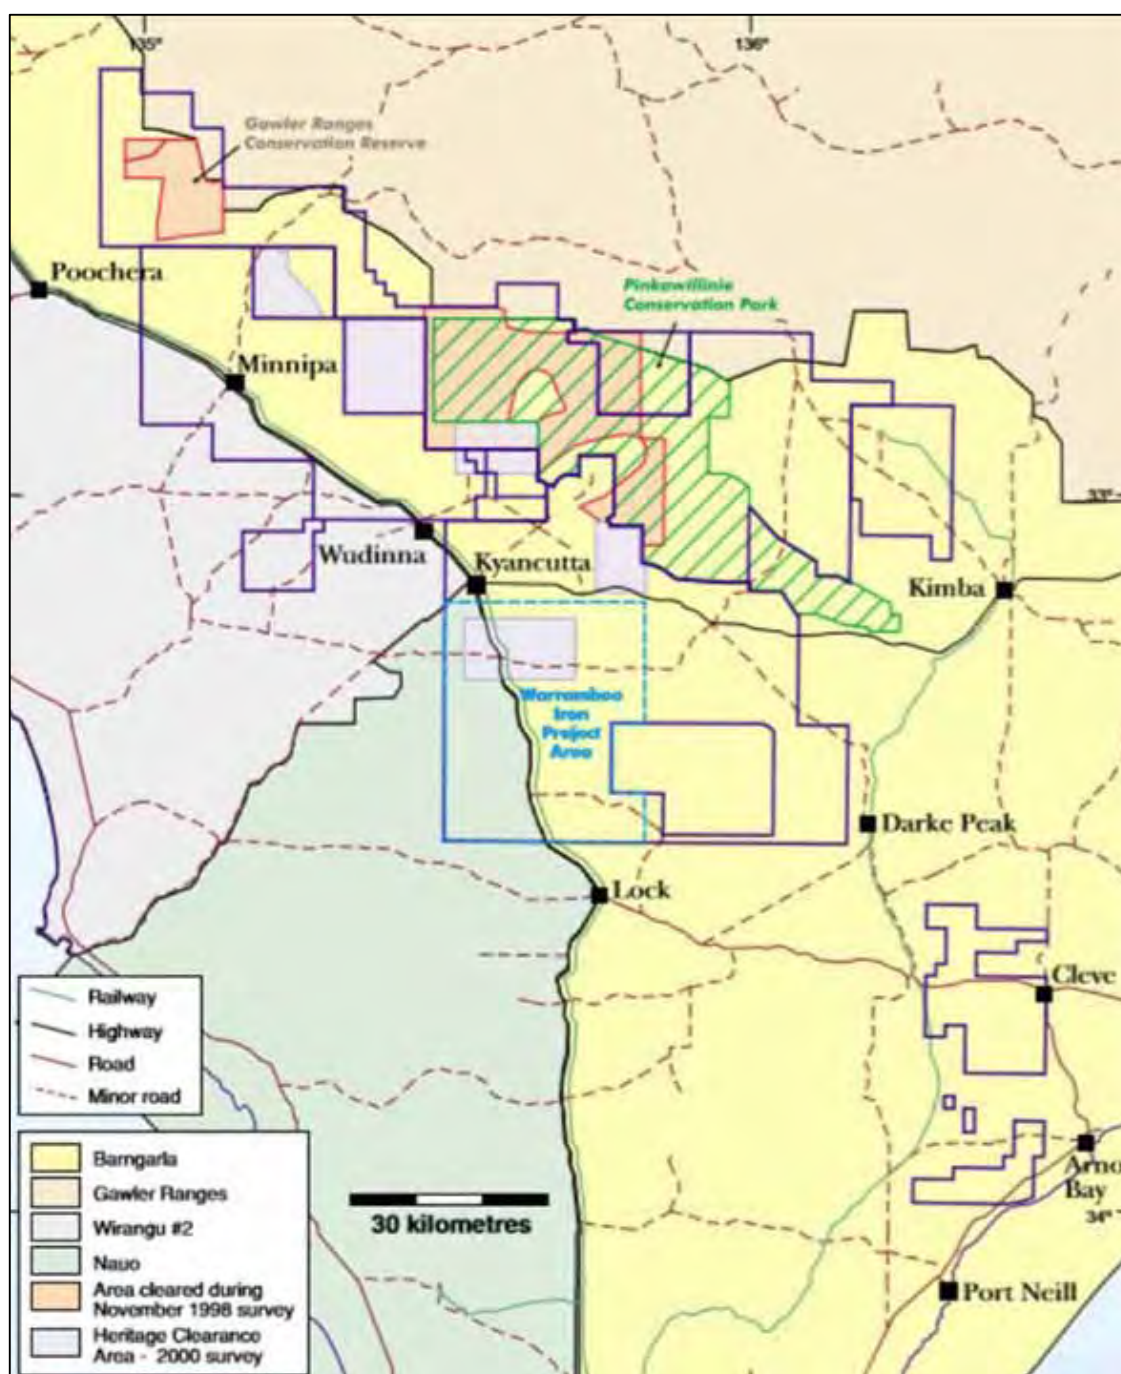 135°
136°
Gawler Ranges
Conservation Reserve
Poochera
Pinkawillinie
Conservation Park
Minnipa
33°
Wudinna
Kyancutta
Kimba
Warramboo
Iron
Project
Area
Darke Peak
Lock
Cleve
Railway
Highway
Road
Minor road
Barngarla
Gawler Ranges
Wirangu #2
Nauo
Area cleared during
November 1998 survey
Heritage Clearance
Area - 2000 survey
30 kilometres
Arno
Bay
34°
Port Neill